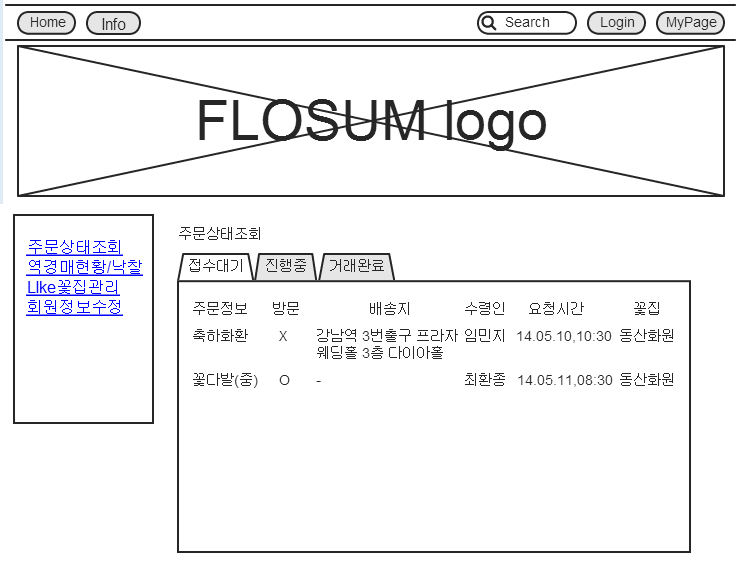 Home Info Search Login MyPage
FLOSUM logo
주문상태조회
역경매현황/낙찰
LIke꽃집관리
회원정보수정
주문상태조회
접수대기 진행중 거래완료
주문정보 방문 배송지 수령인 요청시간 꽃집
축하화환 X 강남역 3번출구 프라자 임민지 14.05.10,10:30 동산화원
웨딩홀 3층 다이아홀
꽃다발(중) O - 최환종 14.05.11,08:30 동산화원